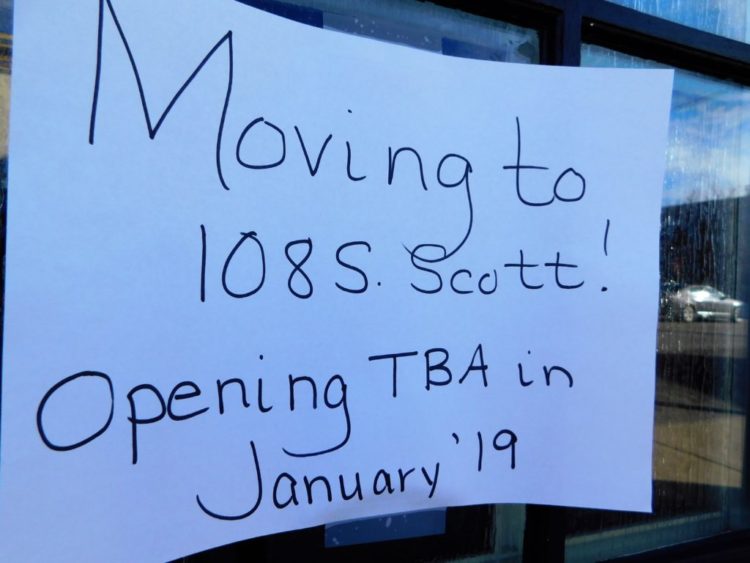 Moving to
108 S. Scott!
Opening TBA in
January '19